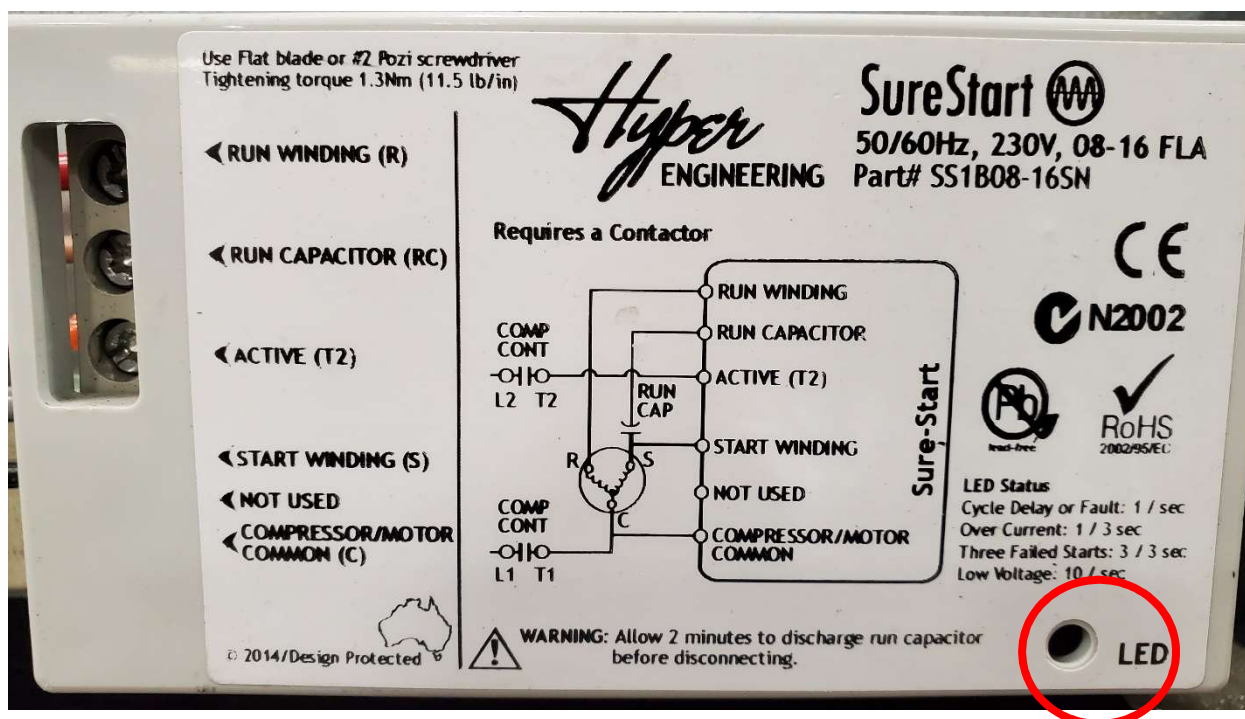 Use Flat blade or #2 Pozi screwdriver
Tightening torque 1.3Nm (11.5 lb/in)
RUN WINDING (R)
RUN CAPACITOR (RC)
ACTIVE (T2)
START WINDING (S)
NOT USED
COMPRESSOR/MOTOR
COMMON (C)
© 2014/Design Protected
Hyper
ENGINEERING
SureStart
50/60Hz, 230V, 08-16 FLA
Part# SS1B08-16SN
Requires a Contactor
RUN WINDING
COMP
CONT
RUN CAPACITOR
L2 T2
ACTIVE (T2)
RUN
CAP
R
S
START WINDING
NOT USED
C
COMP
CONT
COMPRESSOR/MOTOR
COMMON
L1 T1
Sure-Start
CE
N2002
Pb
lead-free
RoHS
2002/95/EC
LED Status
Cycle Delay or Fault: 1 / sec
Over Current: 1 / 3 sec
Three Failed Starts: 3 / 3 sec
Low Voltage: 10 / sec
WARNING: Allow 2 minutes to discharge run capacitor
before disconnecting.
LED